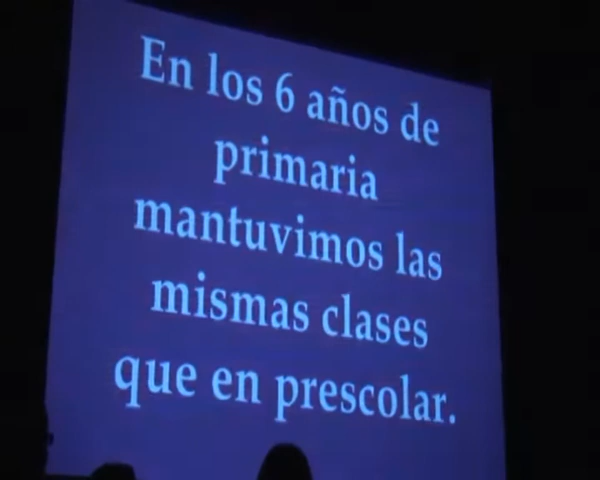 En los 6 años de
primaria
mantuvimos las
mismas clases
que en prescolar.